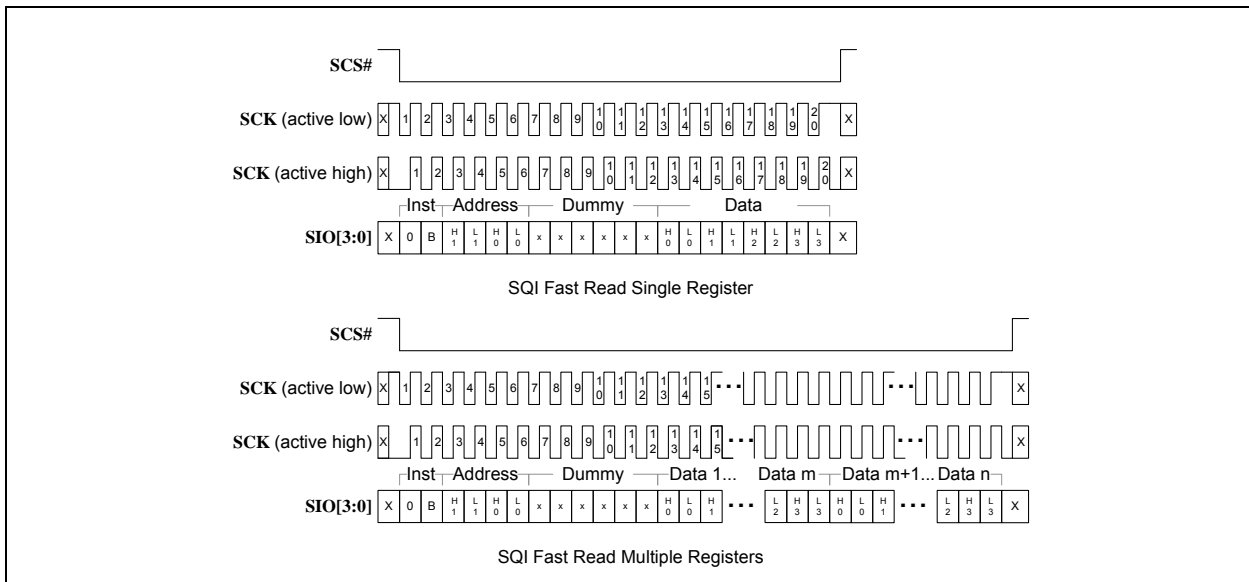 SCS#
SCK (active low) X 1 2 3 4 5 6 7 8 9 10 11 12 13 14 15 16 17 18 19 20 X
SCK (active high) X 1 2 3 4 5 6 7 8 9 10 11 12 13 14 15 16 17 18 19 20 X
Inst Address Dummy Data
SIO[3:0] X 0 B H1 L1 H0 L0 x x x x x x H0 L0 H1 L1 H2 L2 H3 L3 X
SQI Fast Read Single Register
SCS#
SCK (active low) X 1 2 3 4 5 6 7 8 9 10 11 12 13 14 15 ... ... X
SCK (active high) X 1 2 3 4 5 6 7 8 9 10 11 12 13 14 15 ... ... X
Inst Address Dummy Data 1... Data m Data m+1... Data n
SIO[3:0] X 0 B H1 L1 H0 L0 x x x x x x H0 L0 H1 ... L2 H3 L3 H0 L0 H1 ... L2 H3 L3 X
SQI Fast Read Multiple Registers